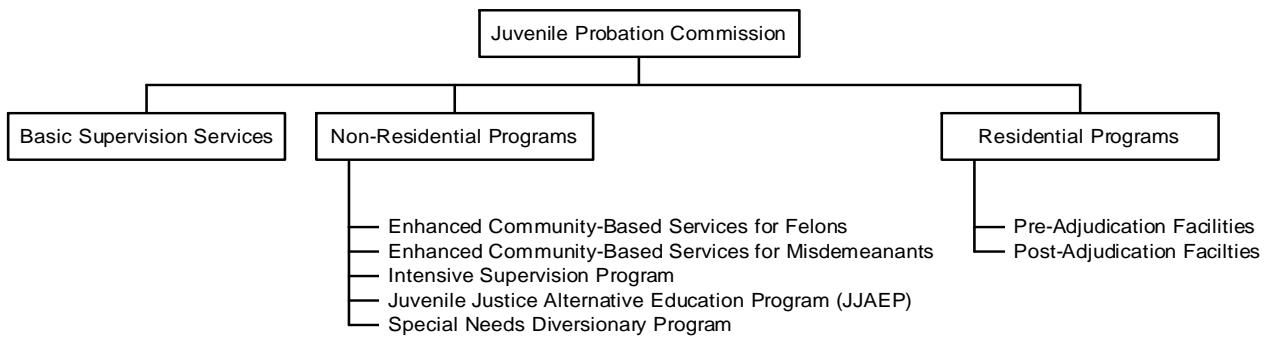 Juvenile Probation Commission
Basic Supervision Services
Non-Residential Programs
Residential Programs
Enhanced Community-Based Services for Felons
Enhanced Community-Based Services for Misdemeanants
Intensive Supervision Program
Juvenile Justice Alternative Education Program (JJAEP)
Special Needs Diversionary Program
Pre-Adjudication Facilities
Post-Adjudication Facilties